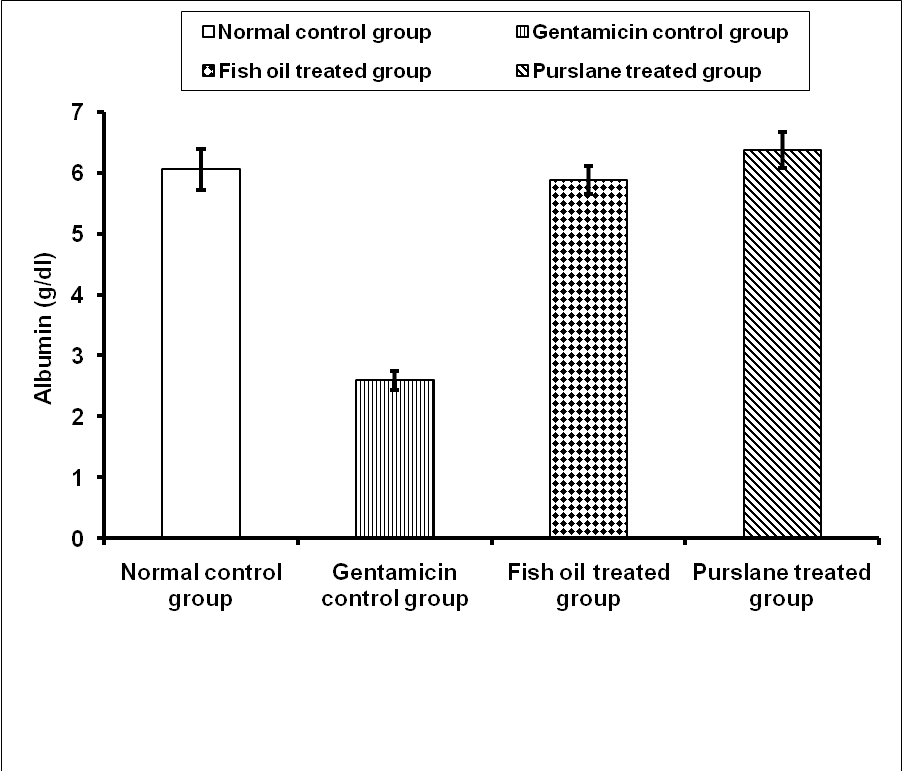 Normal control group
Gentamicin control group
Fish oil treated group
Purslane treated group
7
6
5
4
3
2
1
0
Albumin (g/dl)
Normal control
group
Gentamicin
control group
Fish oil treated
group
Purslane treated
group